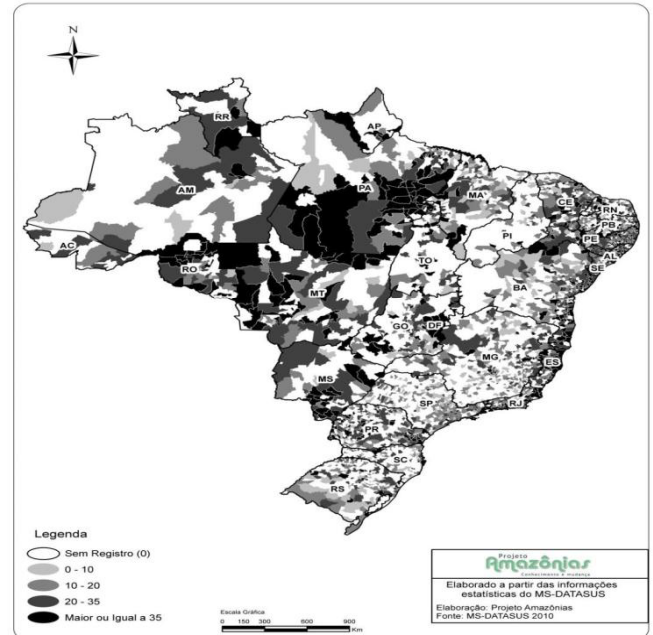 N
RR
AP
AM
PA
MA
CE
RN
PB
PI
PE
AC
AL
TO
SE
RO
BA
MT
GO
DF
MG
ES
MS
SP
RJ
PR
SC
RS
Legenda
Sem Registro (0)
0 - 10
10 - 20
20 - 35
Maior ou Igual a 35
Escala Gráfica
0 150 300 600 900
Km
Projeto
Amazônias
Conhecimento e mudança
Elaborado a partir das informações
estatísticas do MS-DATASUS
Elaboração: Projeto Amazônias
Fonte: MS-DATASUS 2010